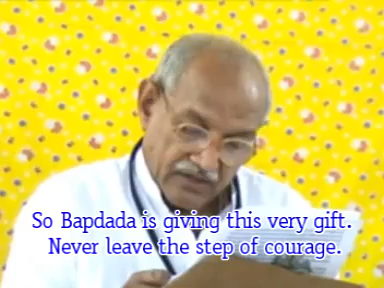 So Bapdada is giving this very gift.
Never leave the step of courage.